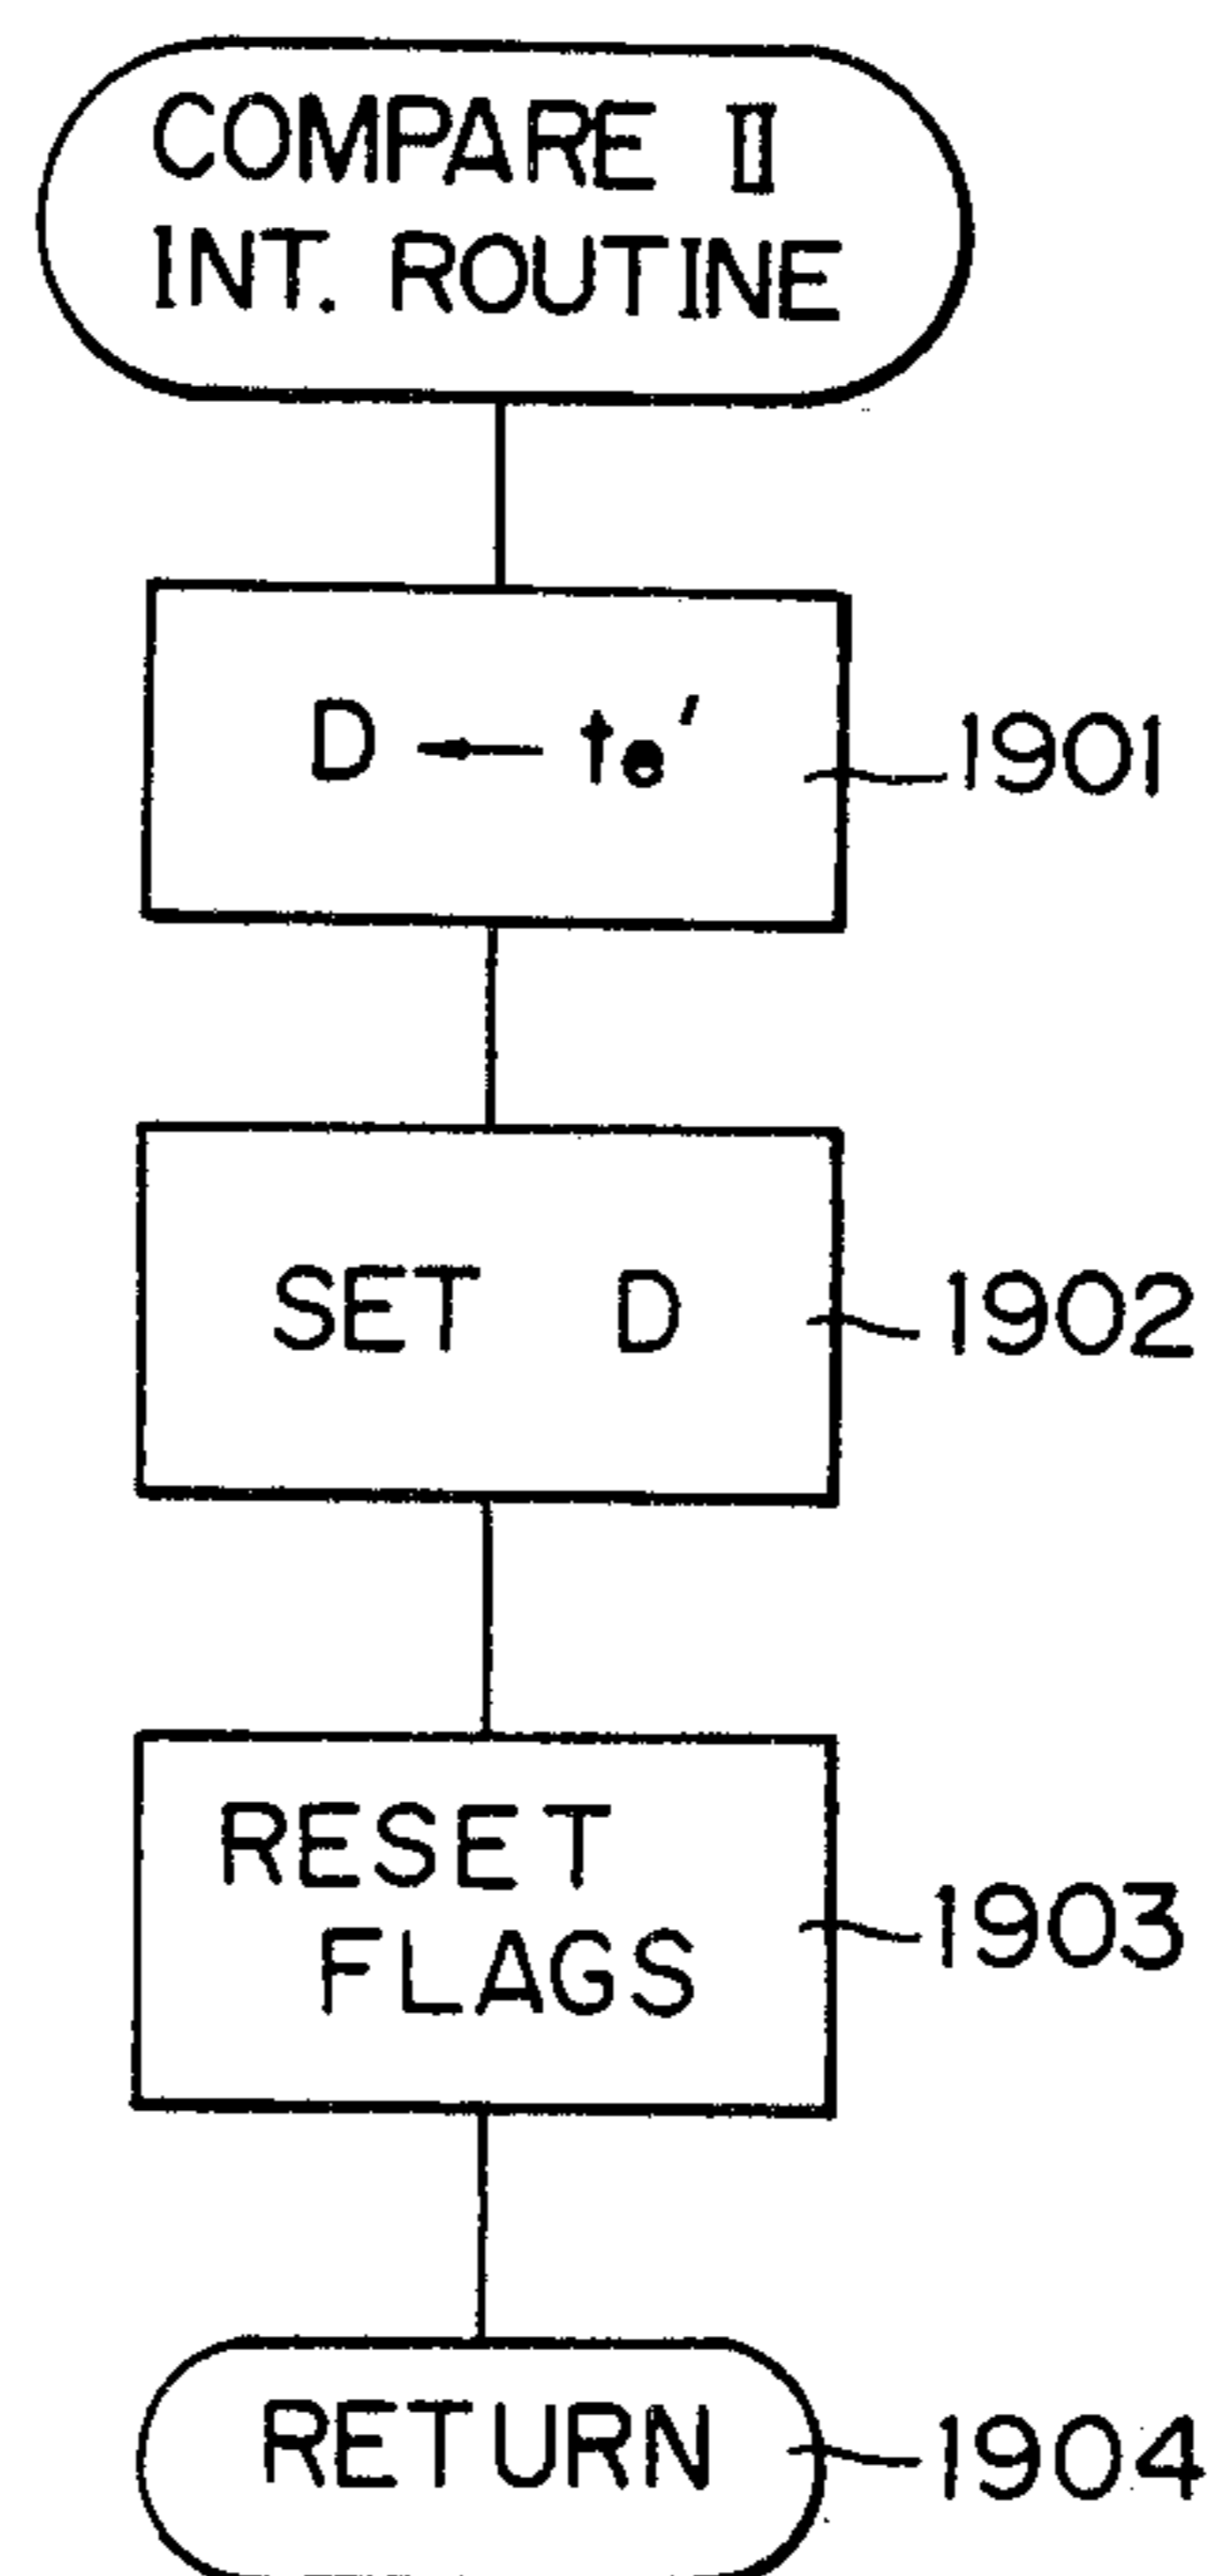 COMPARE II
INT. ROUTINE
D ← te'
1901
SET D
1902
RESET
FLAGS
1903
RETURN
1904